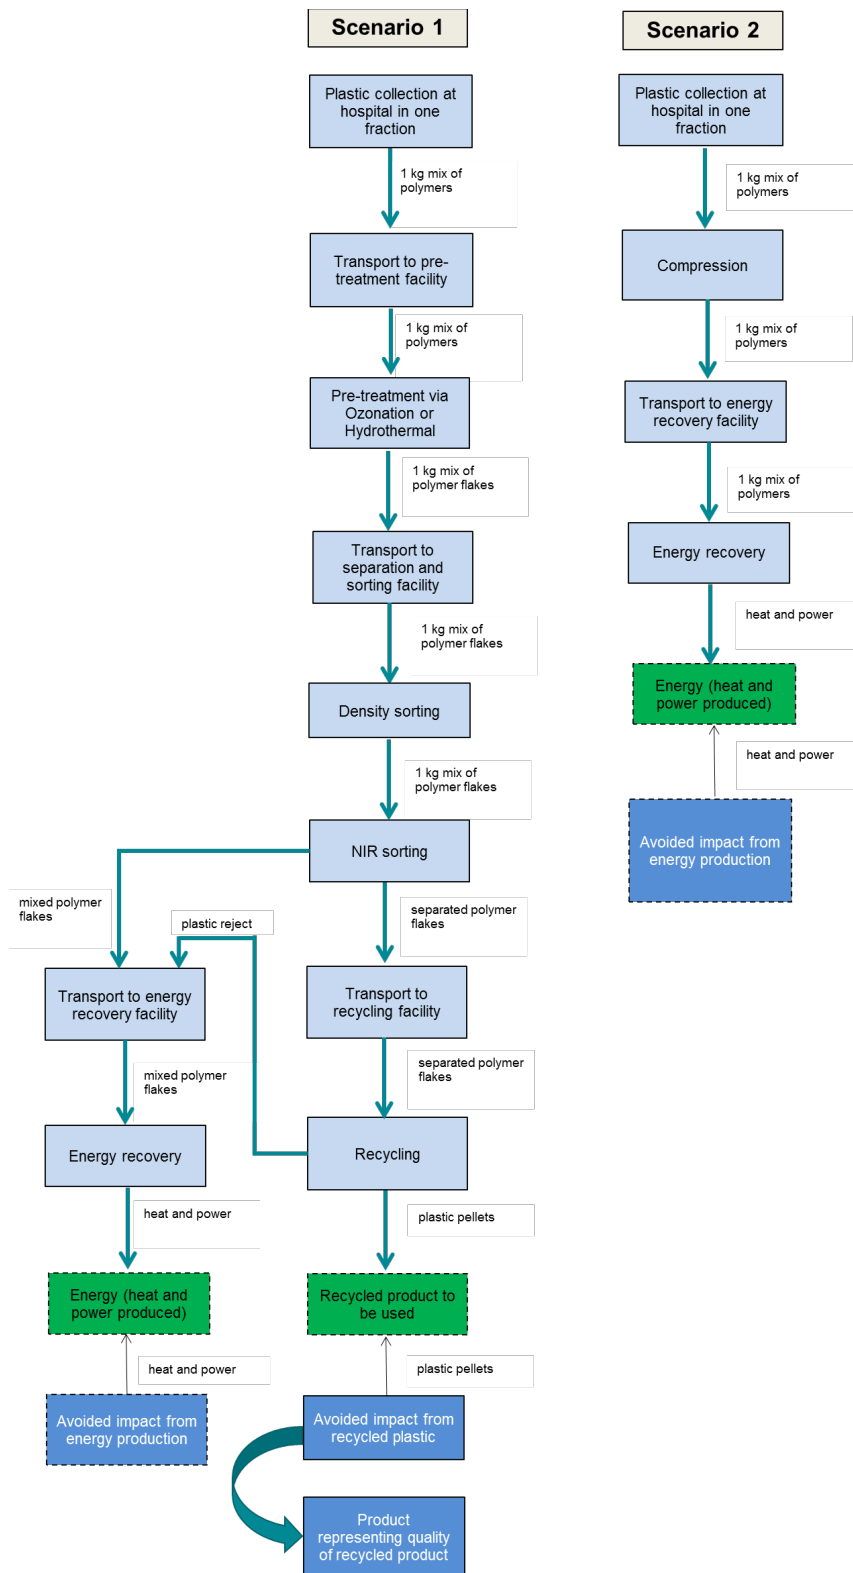 Scenario 1
Plastic collection at
hospital in one
fraction
1 kg mix of
polymers
Transport to pre-
treatment facility
1 kg mix of
polymers
Pre-treatment via
Ozonation or
Hydrothermal
1 kg mix of
polymer flakes
Transport to
separation and
sorting facility
1 kg mix of
polymer flakes
Density sorting
1 kg mix of
polymer flakes
NIR sorting
mixed polymer
flakes
plastic reject
separated polymer
flakes
Transport to energy
recovery facility
Transport to
recycling facility
mixed polymer
flakes
separated polymer
flakes
Energy recovery
Recycling
heat and power
plastic pellets
Energy (heat and
power produced)
Recycled product to
be used
heat and power
plastic pellets
Avoided impact from
energy production
Avoided impact from
recycled plastic
Product
representing quality
of recycled product
Scenario 2
Plastic collection at
hospital in one
fraction
1 kg mix of
polymers
Compression
1 kg mix of
polymers
Transport to energy
recovery facility
1 kg mix of
polymers
Energy recovery
heat and power
Energy (heat and
power produced)
heat and power
Avoided impact from
energy production